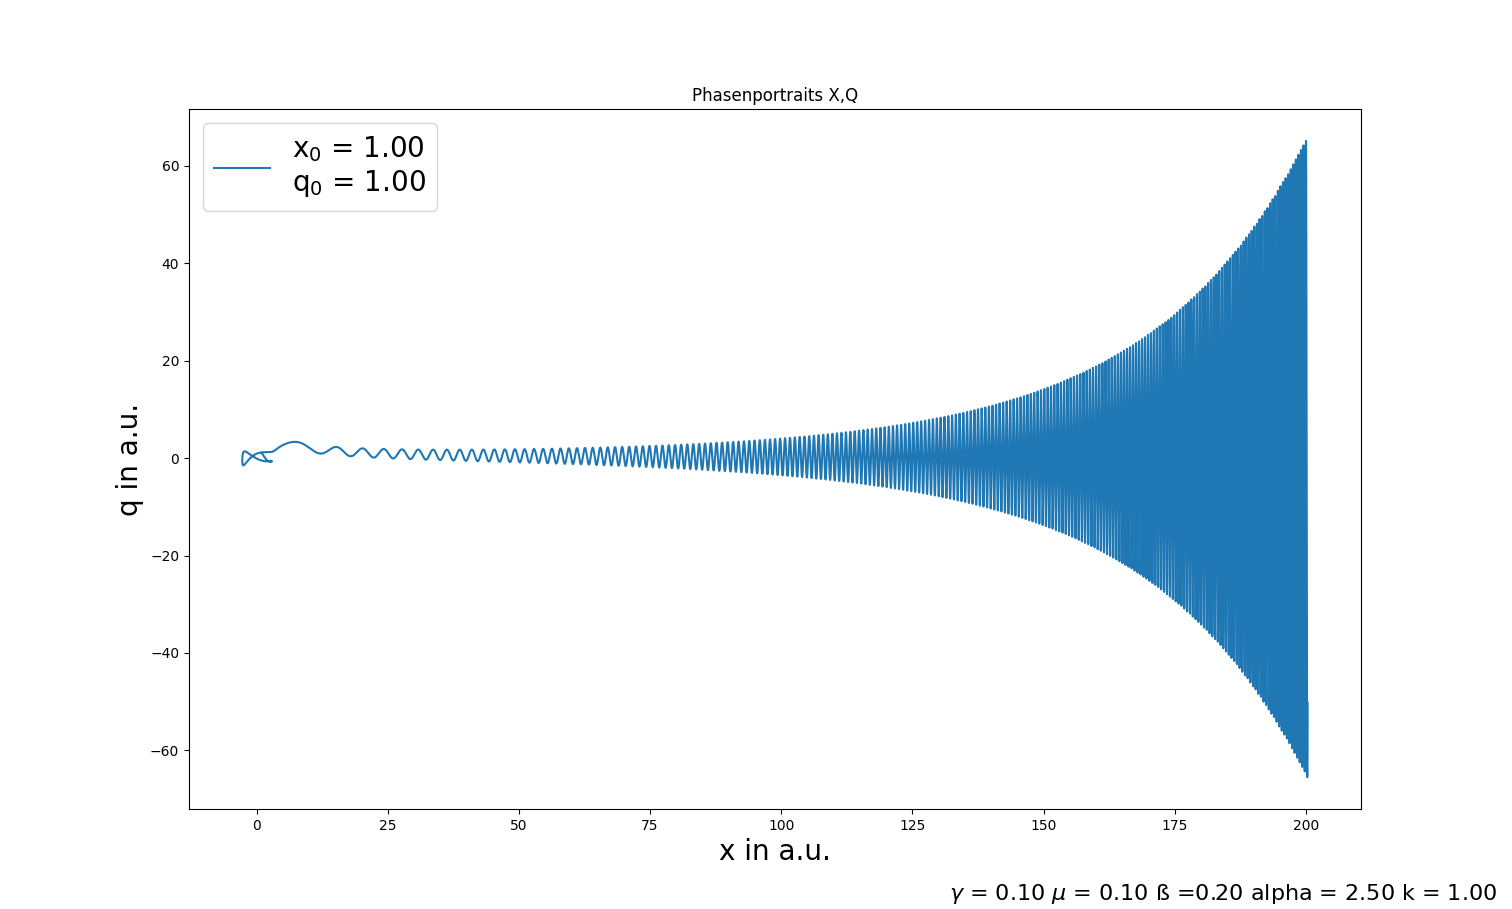 Phasenportraits X,Q
x₀ = 1.00
q₀ = 1.00
60
40
20
0
−20
−40
−60
q in a.u.
0 25 50 75 100 125 150 175 200
x in a.u.
γ = 0.10 μ = 0.10 ß =0.20 alpha = 2.50 k = 1.00